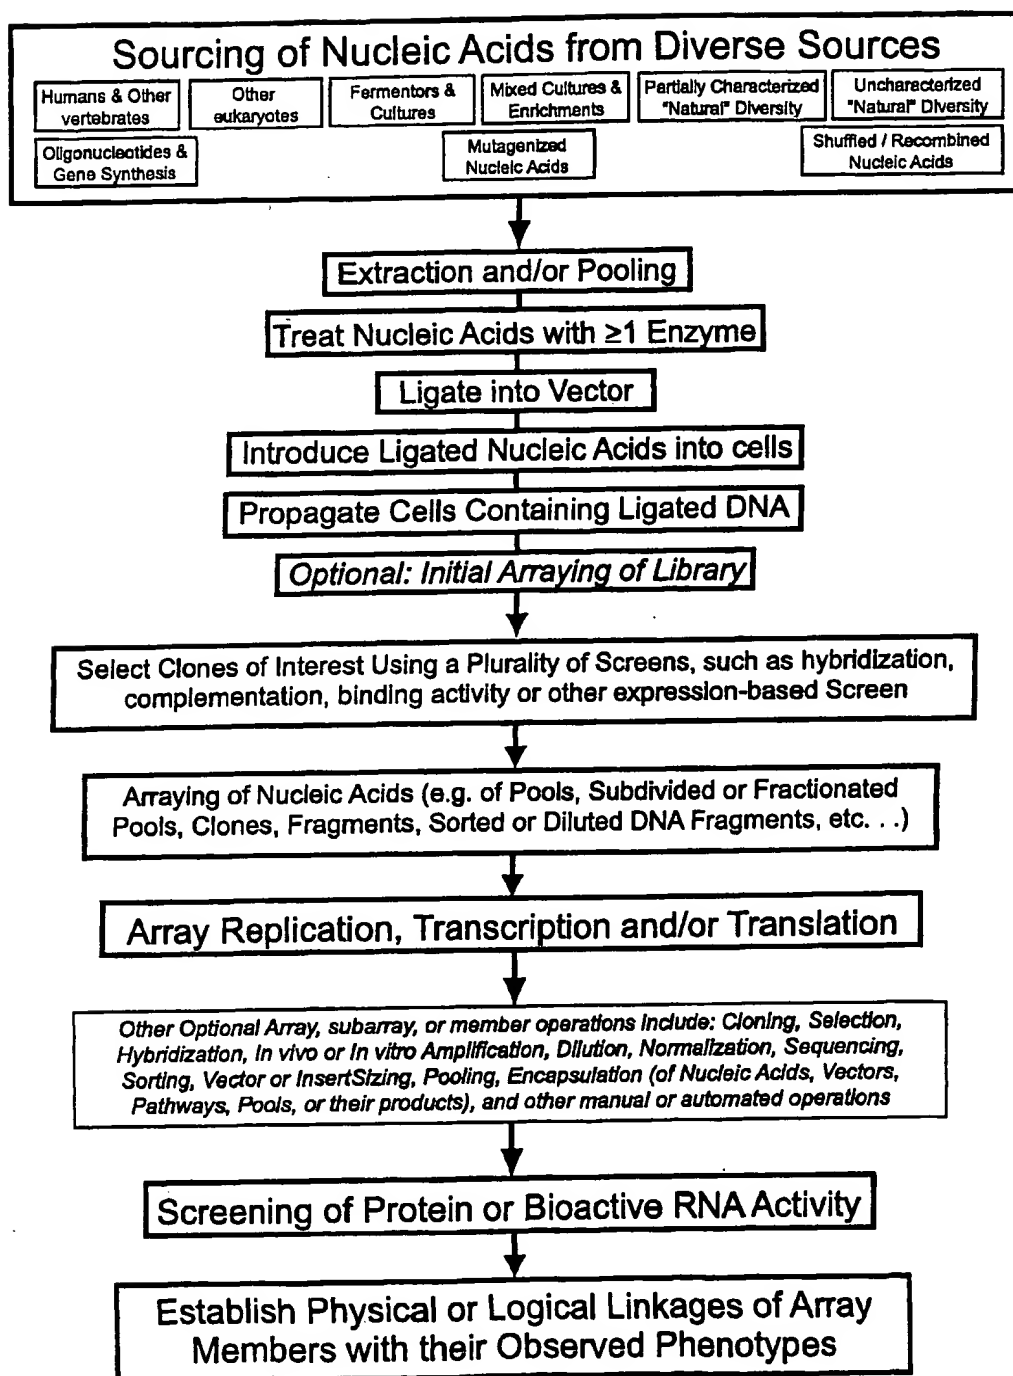 Sourcing of Nucleic Acids from Diverse Sources
Humans & Other
vertebrates
Other
eukaryotes
Fermentors &
Cultures
Mixed Cultures &
Enrichments
Partially Characterized
"Natural" Diversity
Uncharacterized
"Natural" Diversity
Oligonucleotides &
Gene Synthesis
Mutagenized
Nucleic Acids
Shuffled / Recombined
Nucleic Acids
Extraction and/or Pooling
Treat Nucleic Acids with ≥1 Enzyme
Ligate into Vector
Introduce Ligated Nucleic Acids into cells
Propagate Cells Containing Ligated DNA
Optional: Initial Arraying of Library
Select Clones of Interest Using a Plurality of Screens, such as hybridization,
complementation, binding activity or other expression-based Screen
Arraying of Nucleic Acids (e.g. of Pools, Subdivided or Fractionated
Pools, Clones, Fragments, Sorted or Diluted DNA Fragments, etc. . .)
Array Replication, Transcription and/or Translation
Other Optional Array, subarray, or member operations Include: Cloning, Selection,
Hybridization, In vivo or In vitro Amplification, Dilution, Normalization, Sequencing,
Sorting, Vector or InsertSizing, Pooling, Encapsulation (of Nucleic Acids, Vectors,
Pathways, Pools, or their products), and other manual or automated operations
Screening of Protein or Bioactive RNA Activity
Establish Physical or Logical Linkages of Array
Members with their Observed Phenotypes